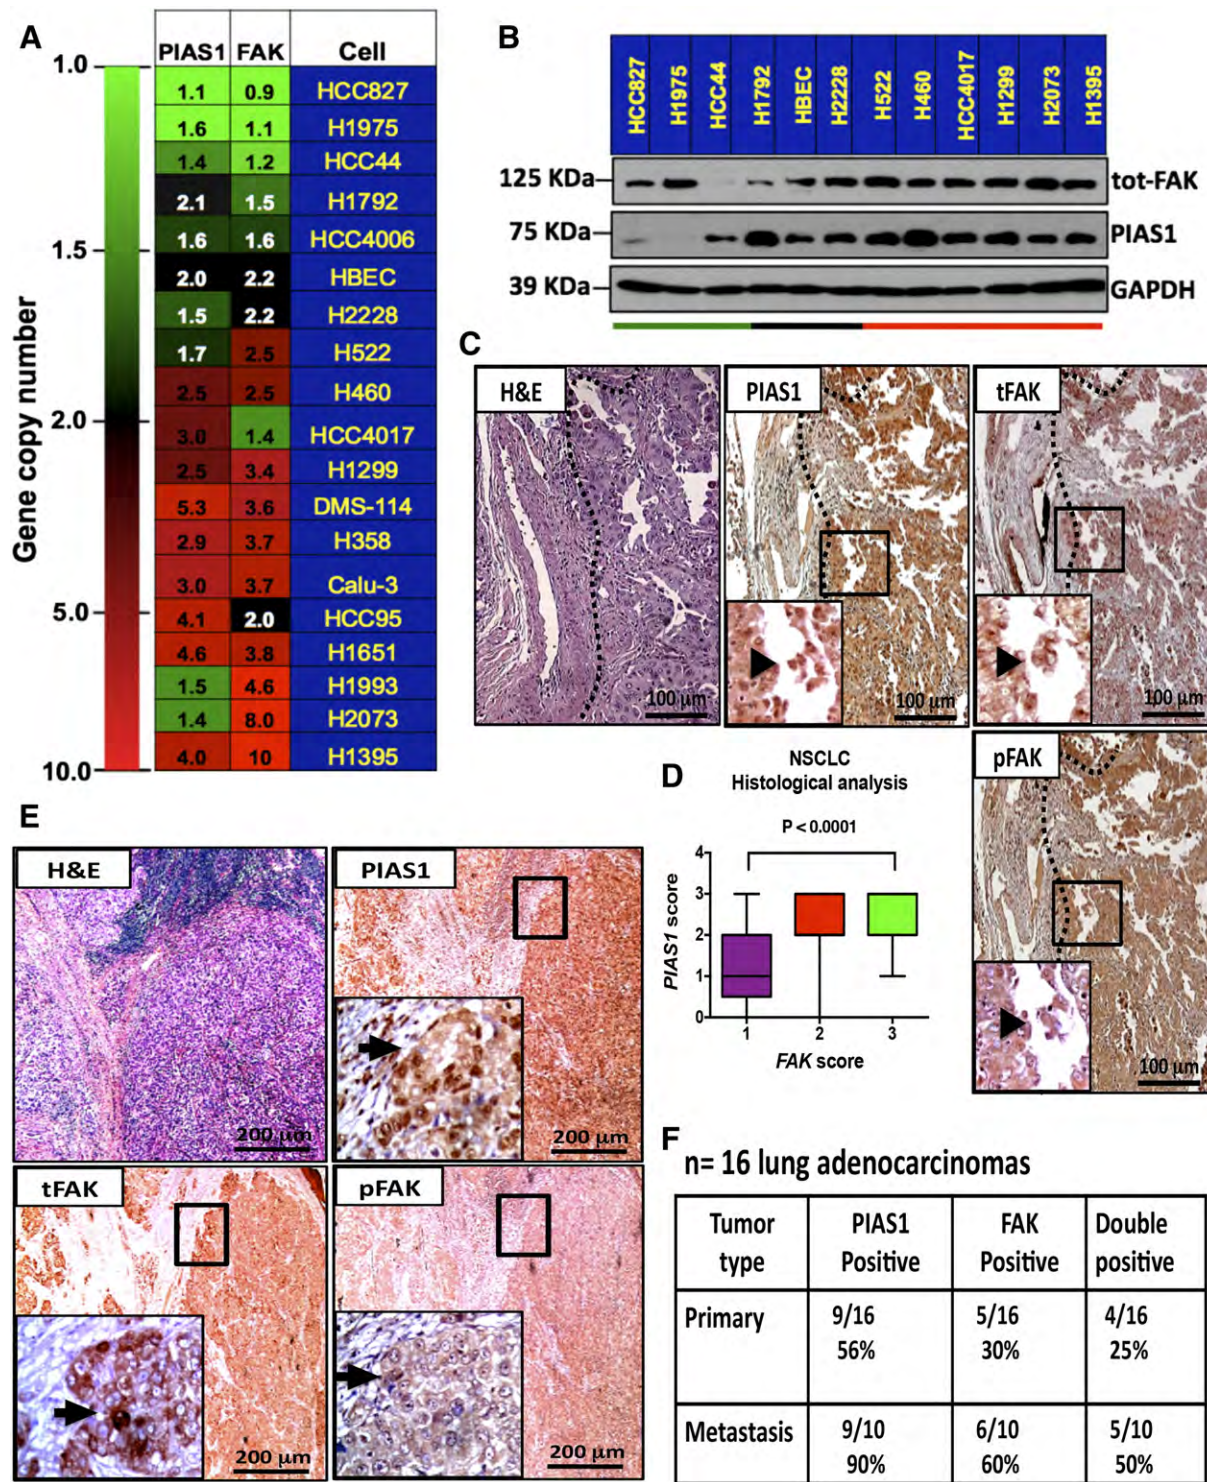 A
PIAS1 FAK Cell
1.0
1.1 0.9 HCC827
1.6 1.1 H1975
1.4 1.2 HCC44
2.1 1.5 H1792
1.5
1.6 1.6 HCC4006
2.0 2.2 HBEC
1.5 2.2 H2228
1.7 2.5 H522
2.5 2.5 H460
2.0
3.0 1.4 HCC4017
2.5 3.4 H1299
5.3 3.6 DMS-114
2.9 3.7 H358
3.0 3.7 Calu-3
5.0
4.1 2.0 HCC95
4.6 3.8 H1651
1.5 4.6 H1993
1.4 8.0 H2073
4.0 10 H1395
10.0
Gene copy number
B
HCC827 H1975 HCC44 H1792 HBEC H2228 H522 H460 HCC4017 H1299 H2073 H1395
125 KDa tot-FAK
75 KDa PIAS1
39 KDa GAPDH
C
H&E
100 µm
PIAS1
100 µm
tFAK
100 µm
pFAK
100 µm
D
NSCLC
Histological analysis
P < 0.0001
PIAS1 score
4
3
2
1
0
1 2 3
FAK score
E
H&E
200 µm
PIAS1
200 µm
tFAK
200 µm
pFAK
200 µm
F
n= 16 lung adenocarcinomas
Tumor PIAS1 FAK Double
type Positive Positive positive
Primary 9/16 5/16 4/16
56% 30% 25%
Metastasis 9/10 6/10 5/10
90% 60% 50%